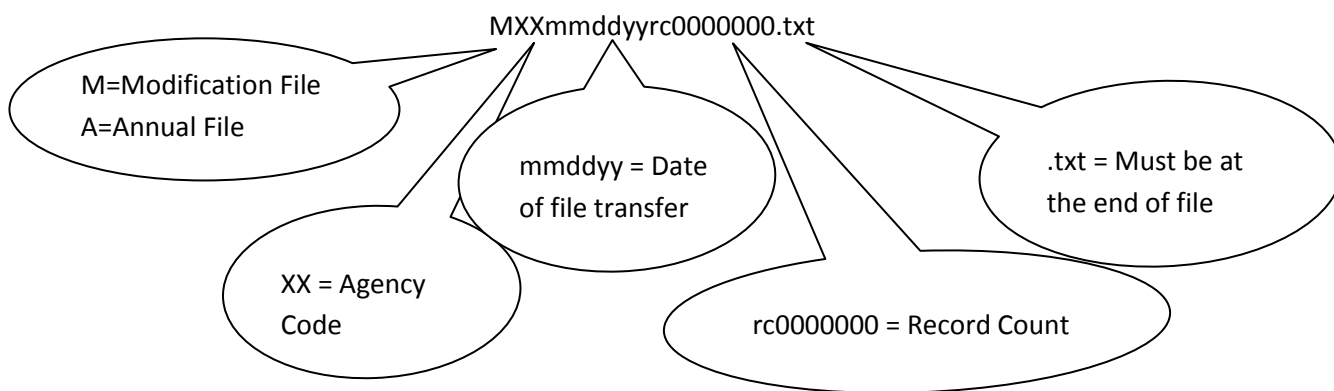 MXXmmddyyrc0000000.txt
M=Modification File
A=Annual File
mmddyy = Date
of file transfer
.txt = Must be at
the end of file
XX = Agency
Code
rc0000000 = Record Count